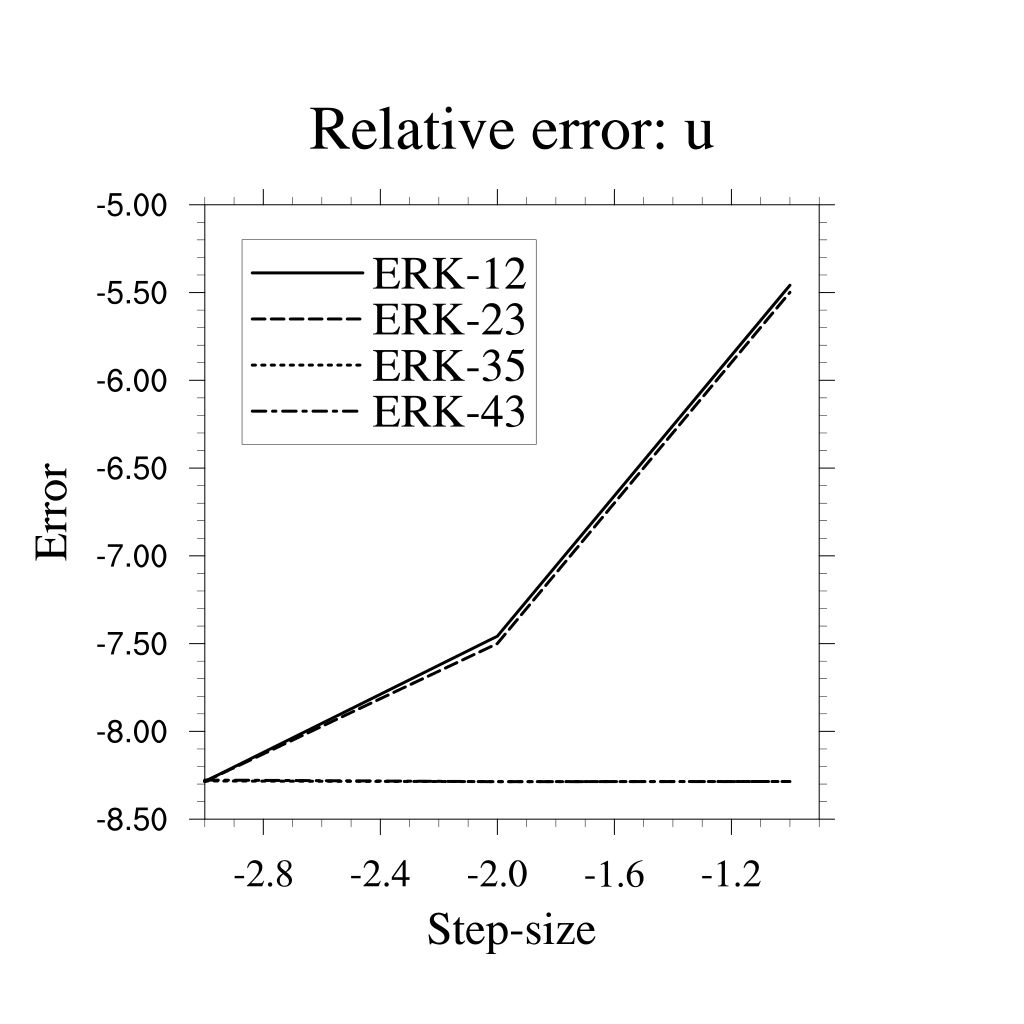 Relative error: u
-5.00
-5.50
-6.00
-6.50
-7.00
-7.50
-8.00
-8.50
Error
ERK-12
ERK-23
ERK-35
ERK-43
-2.8 -2.4 -2.0 -1.6 -1.2
Step-size